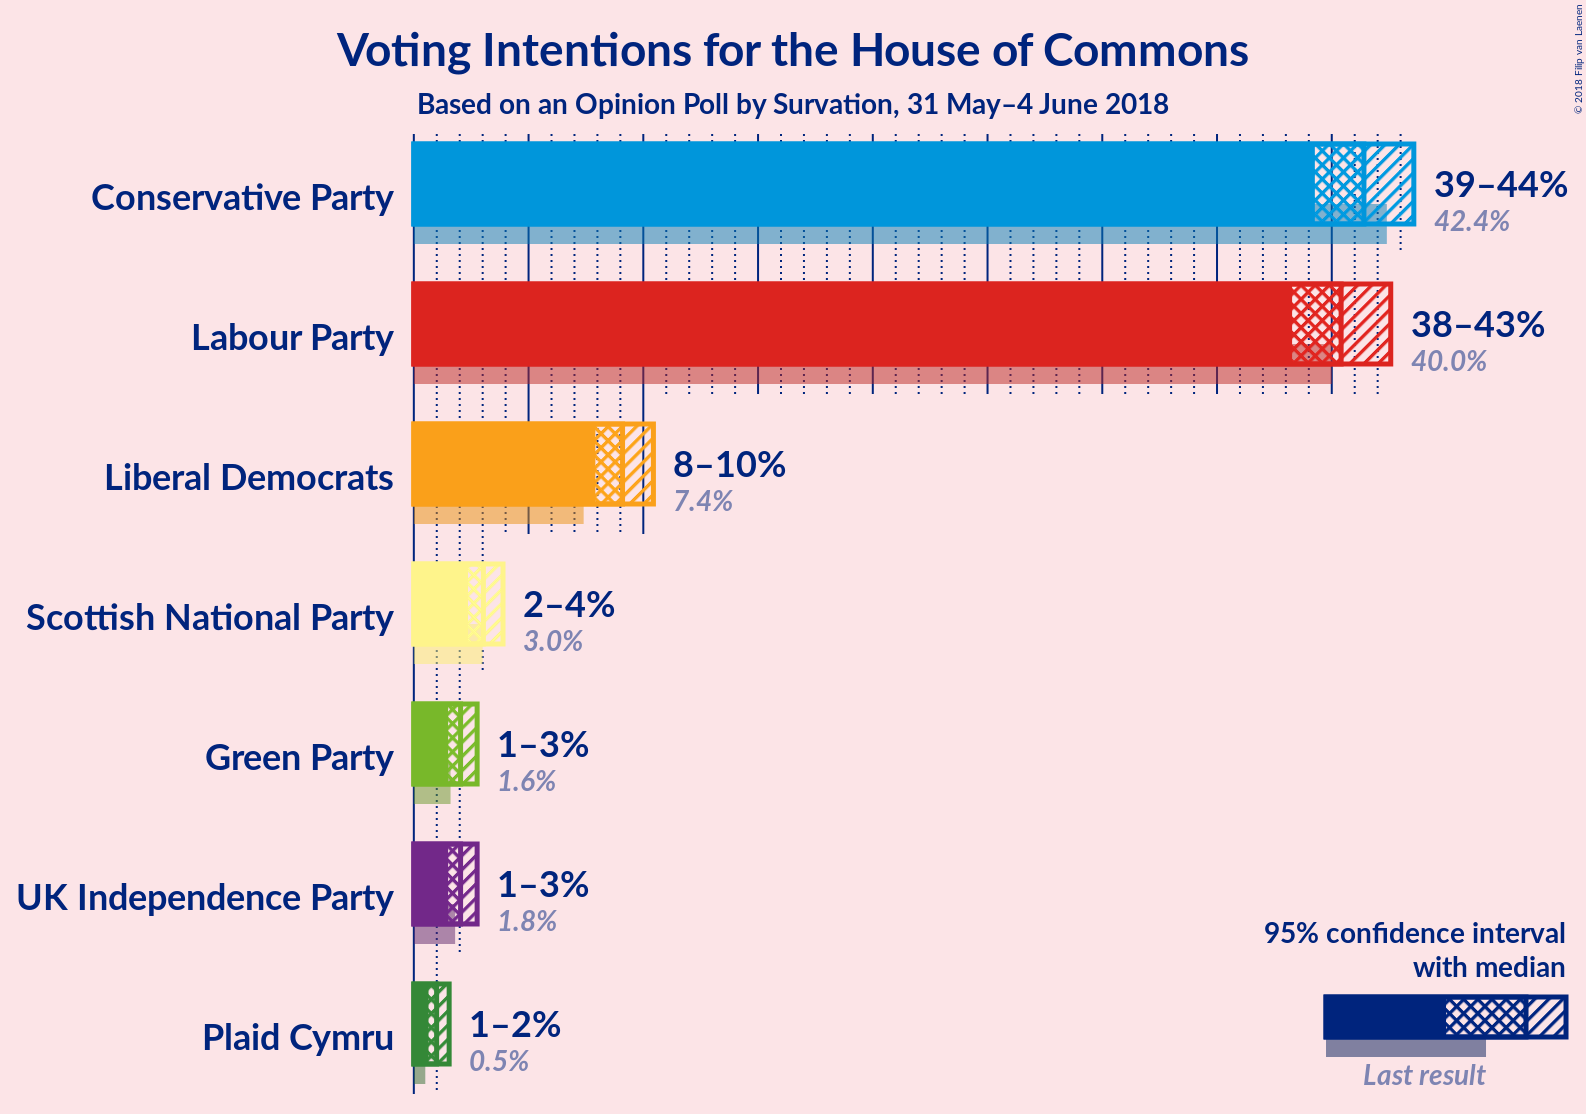 Voting Intentions for the House of Commons
Based on an Opinion Poll by Survation, 31 May–4 June 2018
© 2018 Filip van Laenen
Conservative Party
39–44%
42.4%
Labour Party
38–43%
40.0%
Liberal Democrats
8–10%
7.4%
Scottish National Party
2–4%
3.0%
Green Party
1–3%
1.6%
UK Independence Party
1–3%
1.8%
Plaid Cymru
1–2%
0.5%
95% confidence interval
with median
Last result